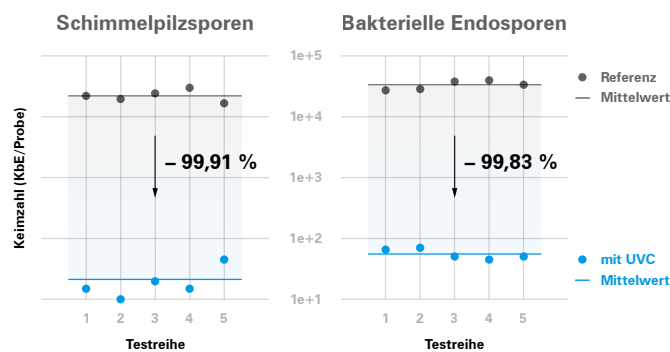 Schimmelpilzsporen
Bakterielle Endosporen
Keimzahl (KbE/Probe)
1e+5
1e+4
1e+3
1e+2
1e+1
– 99,91 %
– 99,83 %
Referenz
Mittelwert
mit UVC
Mittelwert
1 2 3 4 5
1 2 3 4 5
Testreihe
Testreihe